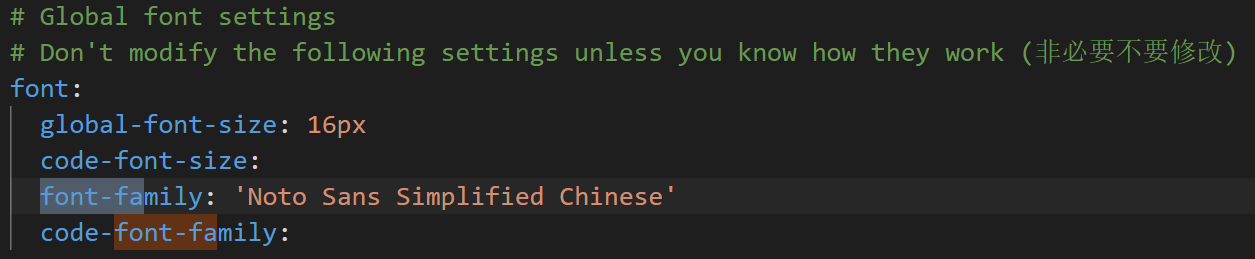 # Global font settings
# Don't modify the following settings unless you know how they work (非必要不要修改)
font:
  global-font-size: 16px
  code-font-size:
  font-family: 'Noto Sans Simplified Chinese'
  code-font-family: